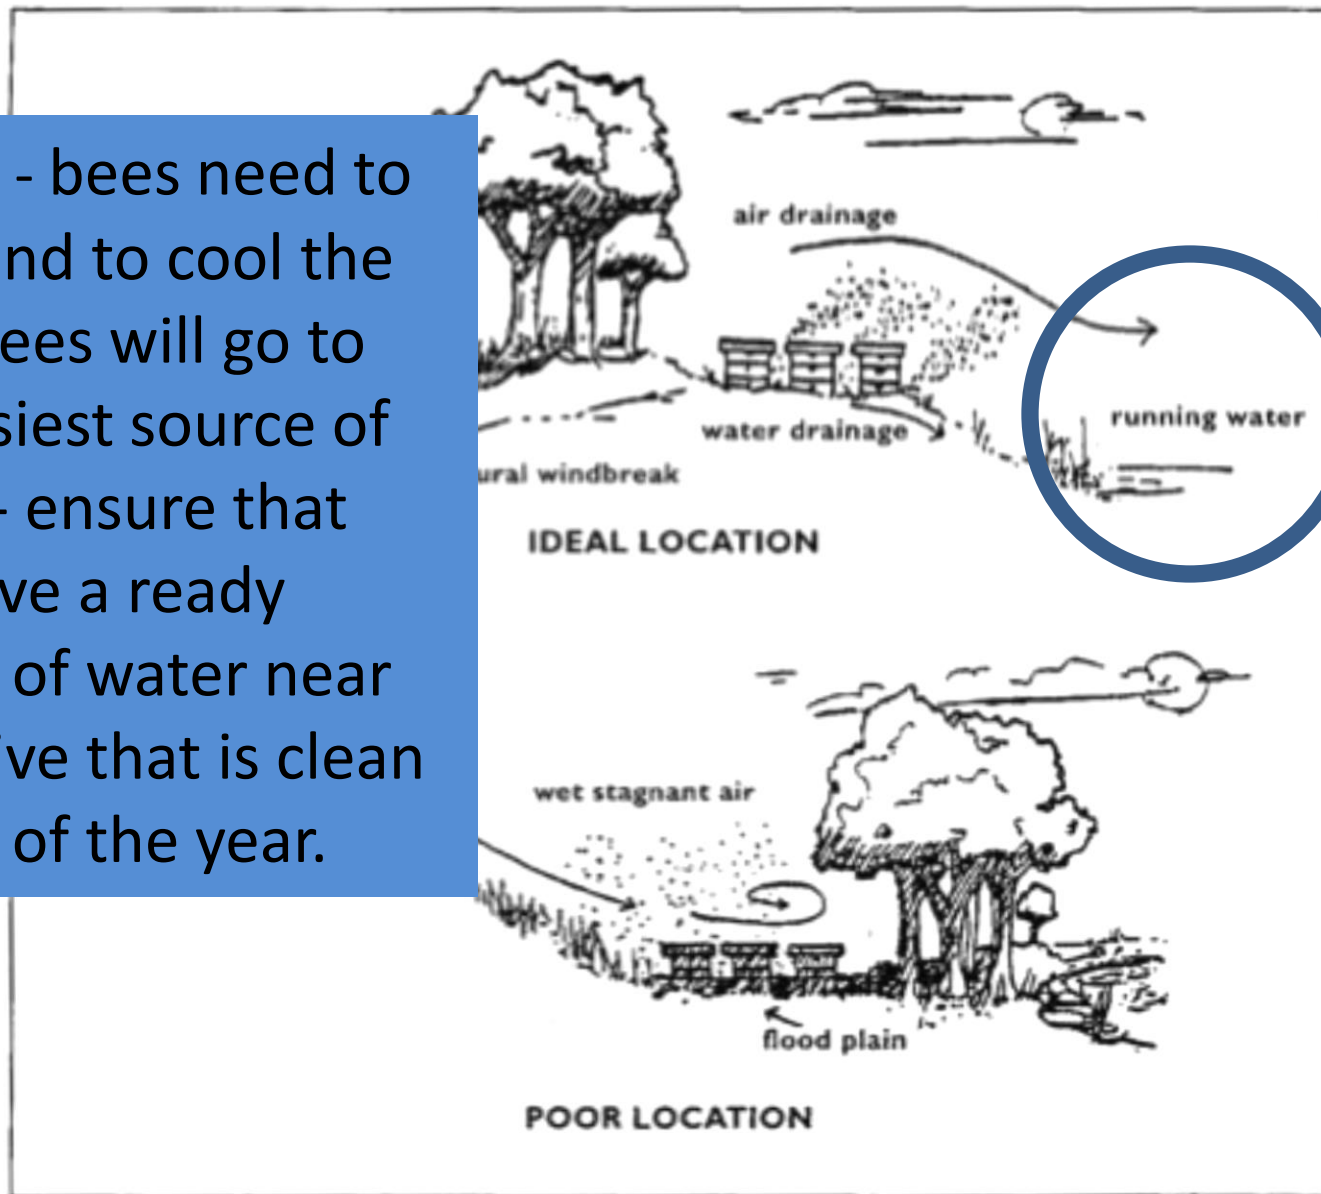 - bees need to
nd to cool the
ees will go to
siest source of
- ensure that
ve a ready
of water near
ve that is clean
of the year.
air drainage
running water
water drainage
ural windbreak
IDEAL LOCATION
wet stagnant air
flood plain
POOR LOCATION